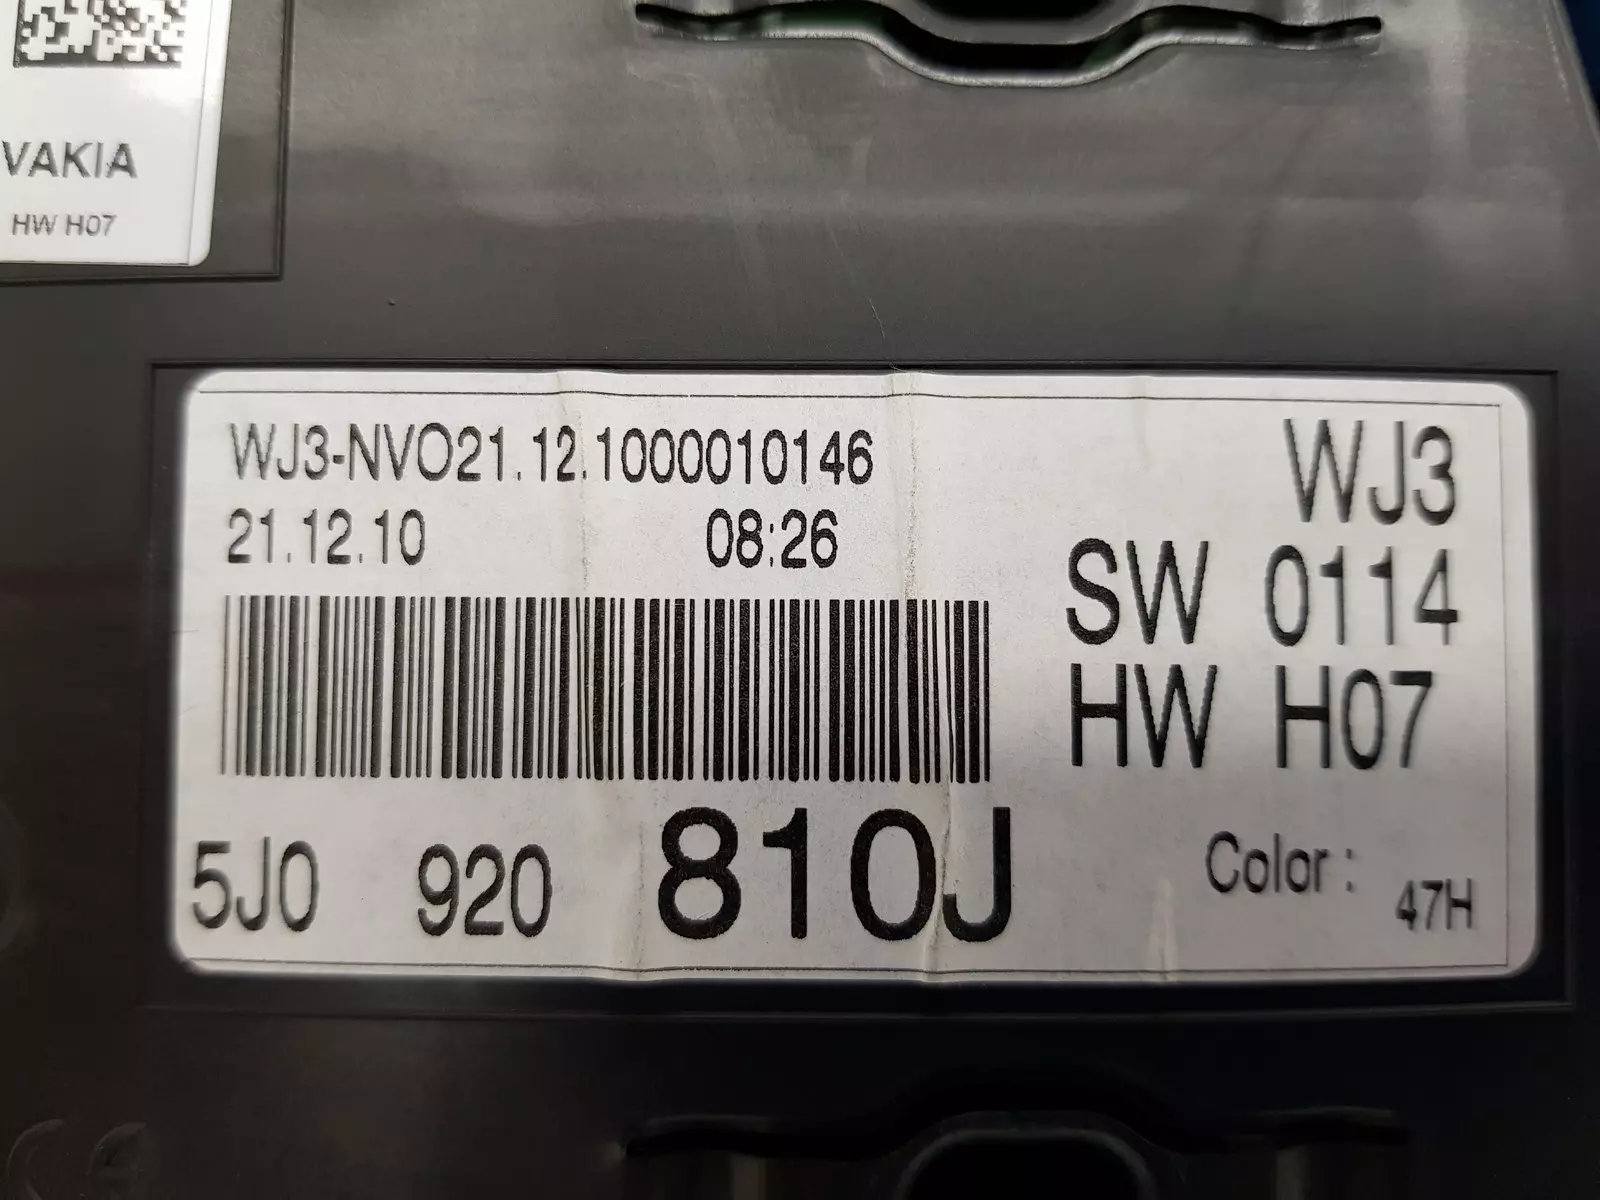 VAKIA
HW H07
WJ3-NVO21.12.1000010146
21.12.10 08:26
WJ3
SW 0114
HW H07
5J0 920 810J
Color : 47H
CE